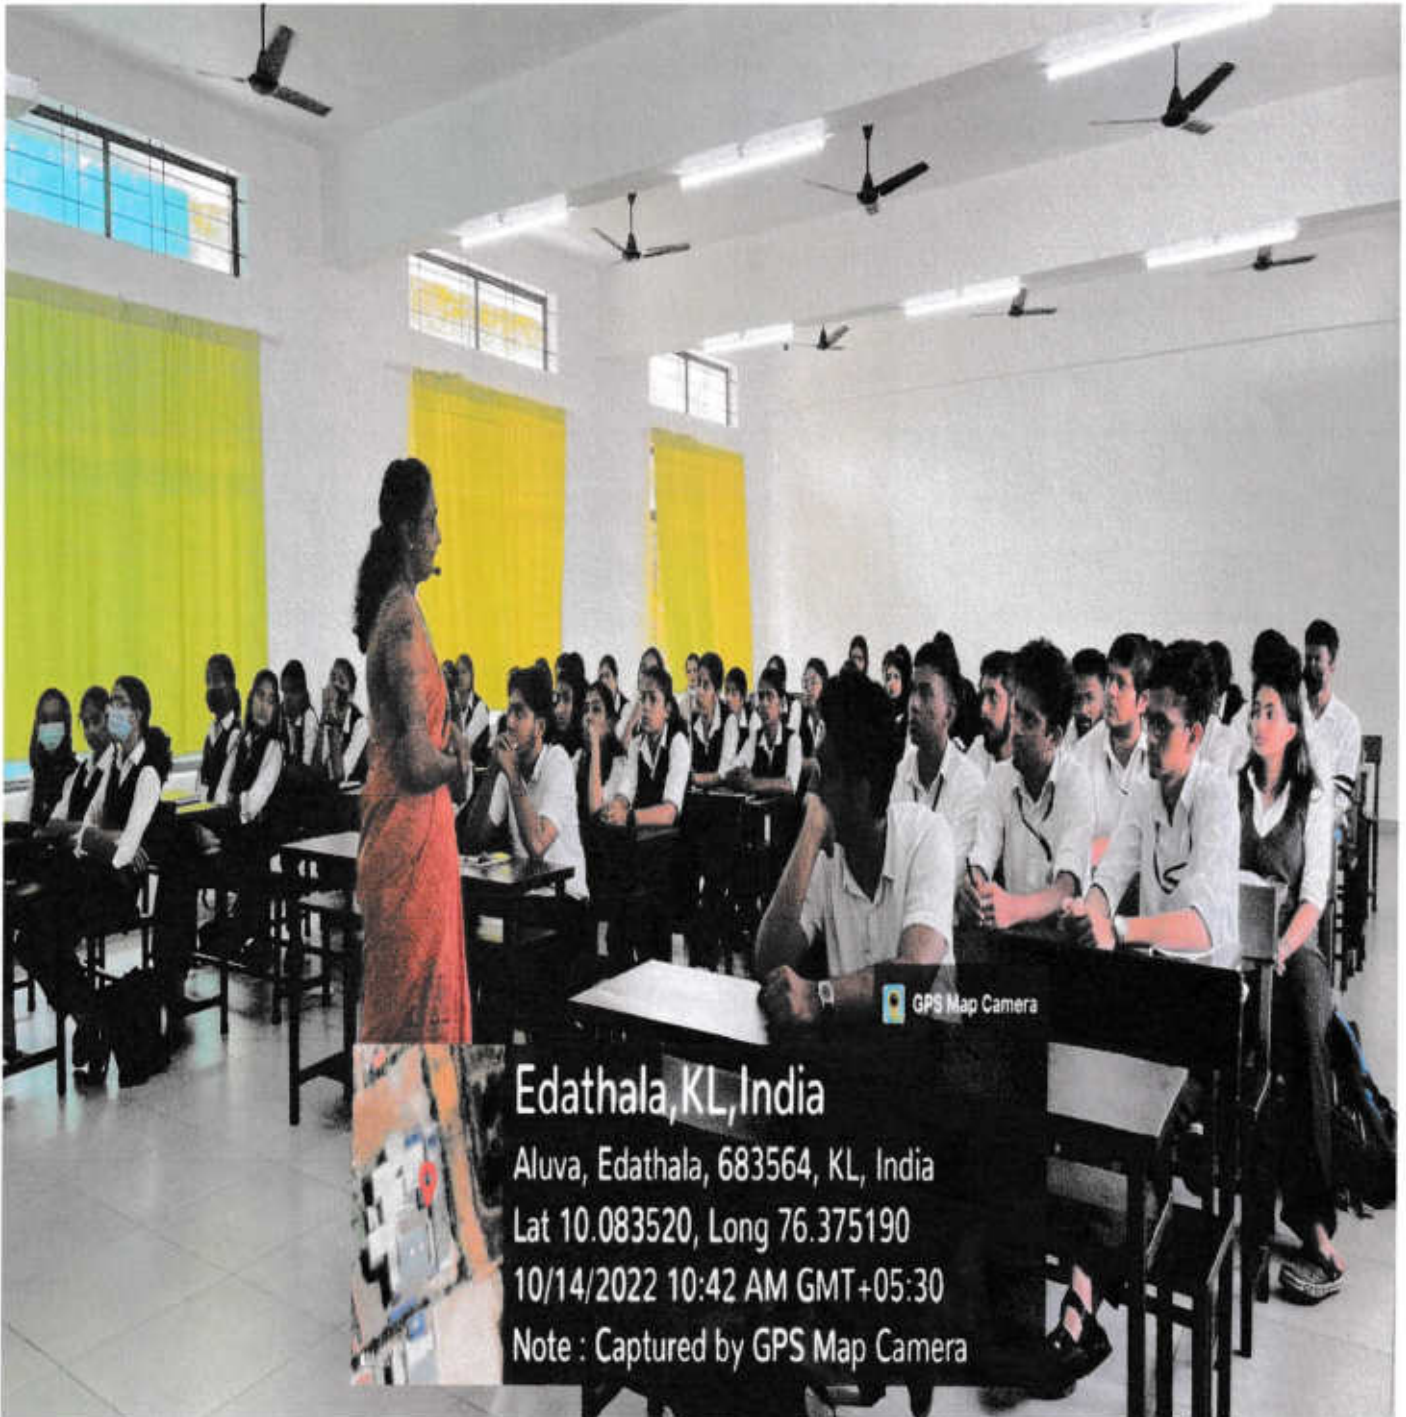 GPS Map Camera
Edathala,KL,India
Aluva, Edathala, 683564, KL, India
Lat 10.083520, Long 76.375190
10/14/2022 10:42 AM GMT+05:30
Note : Captured by GPS Map Camera